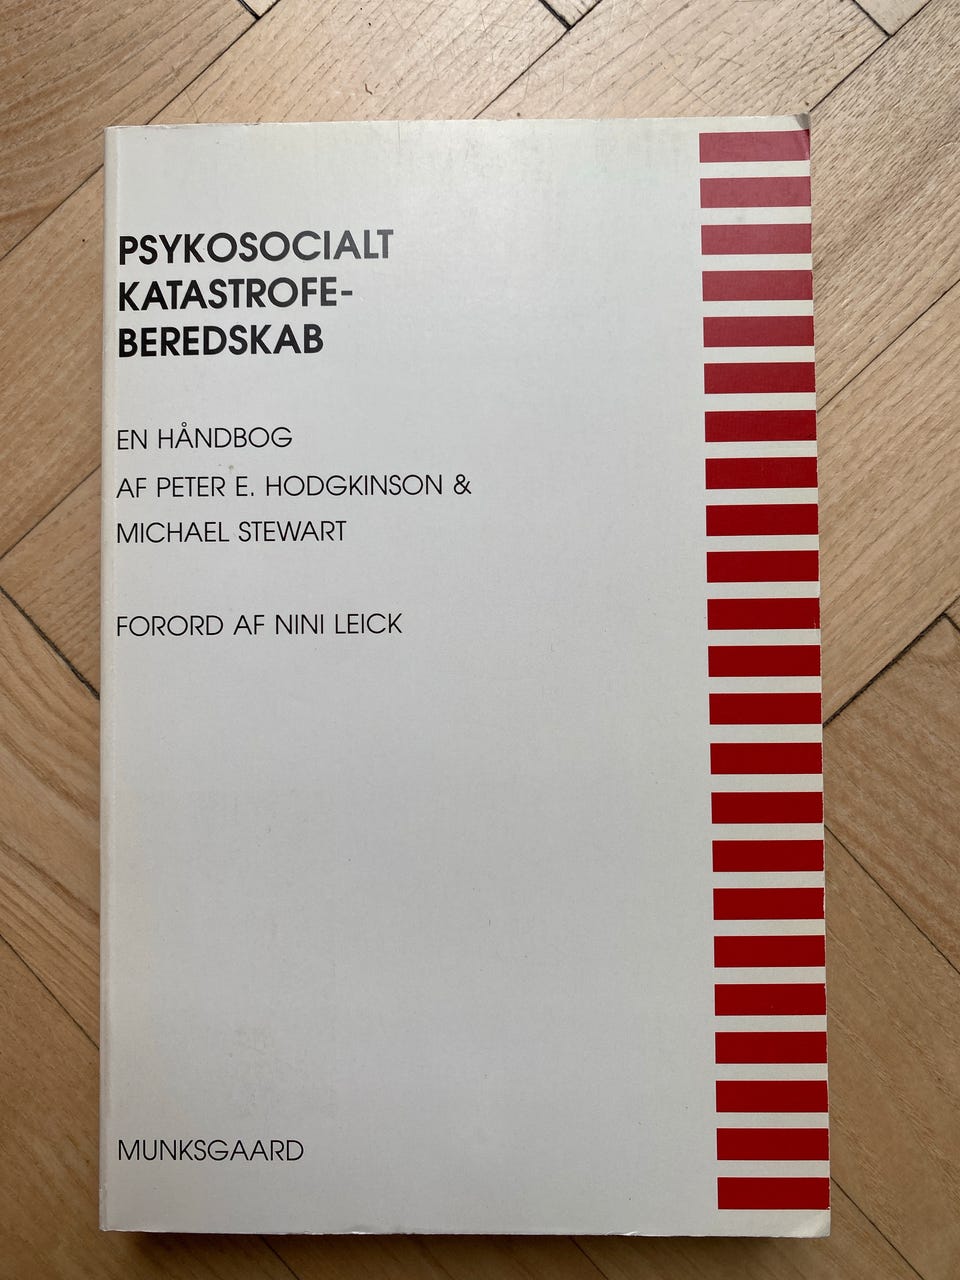 PSYKOSOCIALT
KATASTROFE-
BEREDSKAB
EN HÅNDBOG
AF PETER E. HODGKINSON &
MICHAEL STEWART
FORORD AF NINI LEICK
MUNKSGAARD